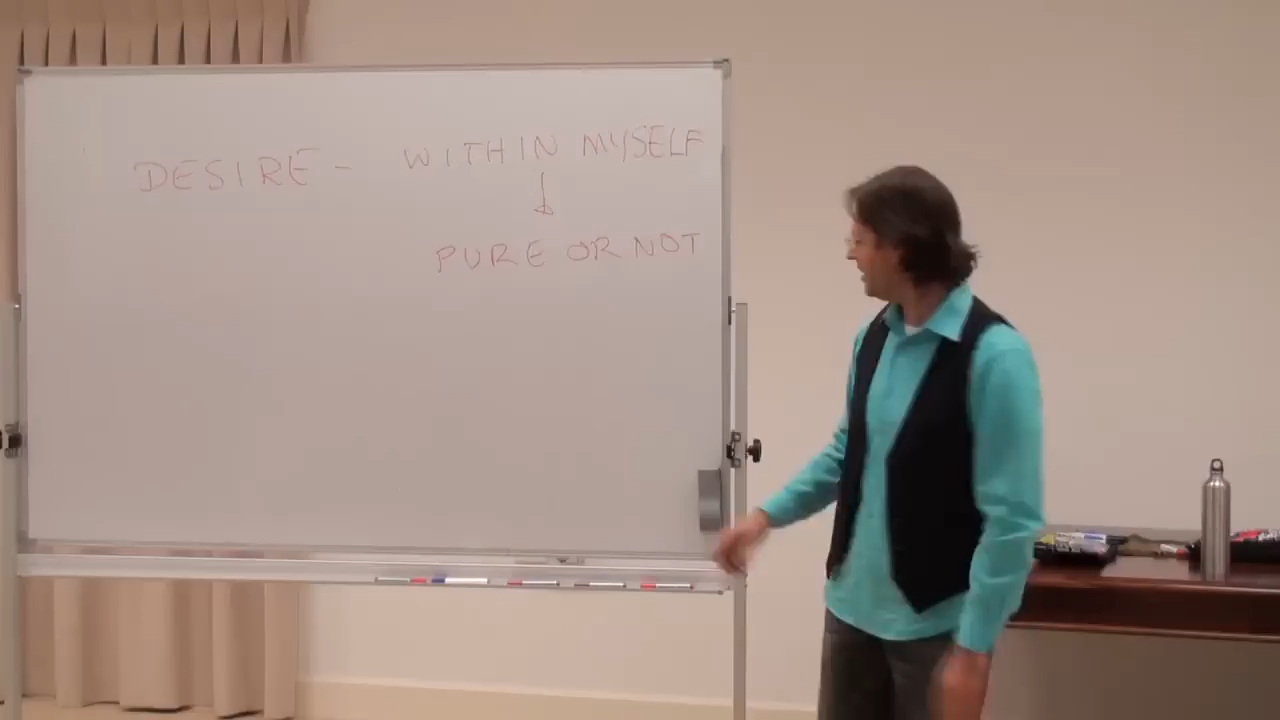 DESIRE - WITHIN MYSELF
↓
PURE OR NOT